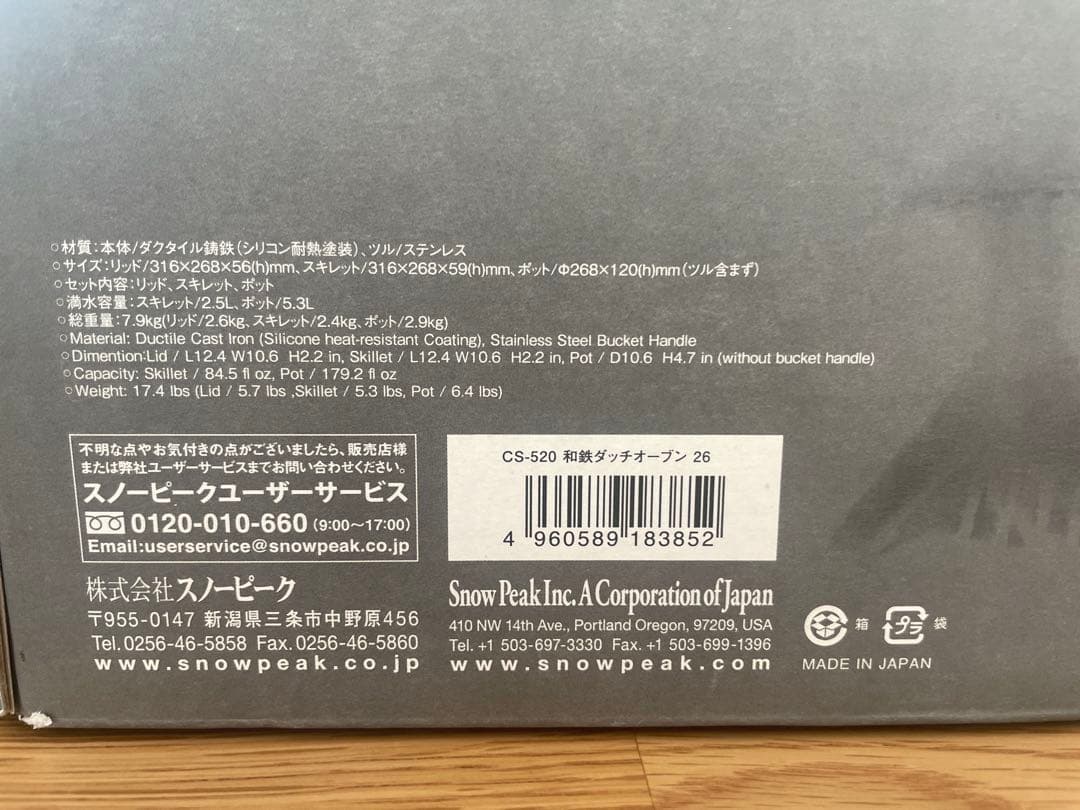 ○材質:本体/ダクタイル鋳鉄(シリコン耐熱塗装)、ツル/ステンレス
○サイズ:リッド/316×268×56(h)mm、スキレット/316×268×59(h)mm、ポット/Φ268×120(h)mm(ツル含まず)
○セット内容:リッド、スキレット、ポット
○満水容量:スキレット/2.5L、ポット/5.3L
○総重量:7.9kg(リッド/2.6kg、スキレット/2.4kg、ポット/2.9kg)
○Material: Ductile Cast Iron (Silicone heat-resistant Coating), Stainless Steel Bucket Handle
○Dimention:Lid / L12.4 W10.6 H2.2 in, Skillet / L12.4 W10.6 H2.2 in, Pot / D10.6 H4.7 in (without bucket handle)
○Capacity: Skillet / 84.5 fl oz, Pot / 179.2 fl oz
○Weight: 17.4 lbs (Lid / 5.7 lbs ,Skillet / 5.3 lbs, Pot / 6.4 lbs)
不明な点やお気付きの点がございましたら、販売店様
または弊社ユーザーサービスまでお問い合わせください。
スノーピークユーザーサービス
0120-010-660 (9:00〜17:00)
Email:userservice@snowpeak.co.jp
株式会社スノーピーク
〒955-0147 新潟県三条市中野原456
Tel.0256-46-5858 Fax.0256-46-5860
www.snowpeak.co.jp
CS-520 和鉄ダッチオーブン 26
4 960589 183852
Snow Peak Inc. A Corporation of Japan
410 NW 14th Ave., Portland Oregon, 97209, USA
Tel. +1 503-697-3330 Fax. +1 503-699-1396
www.snowpeak.com
箱 プラ 袋
MADE IN JAPAN